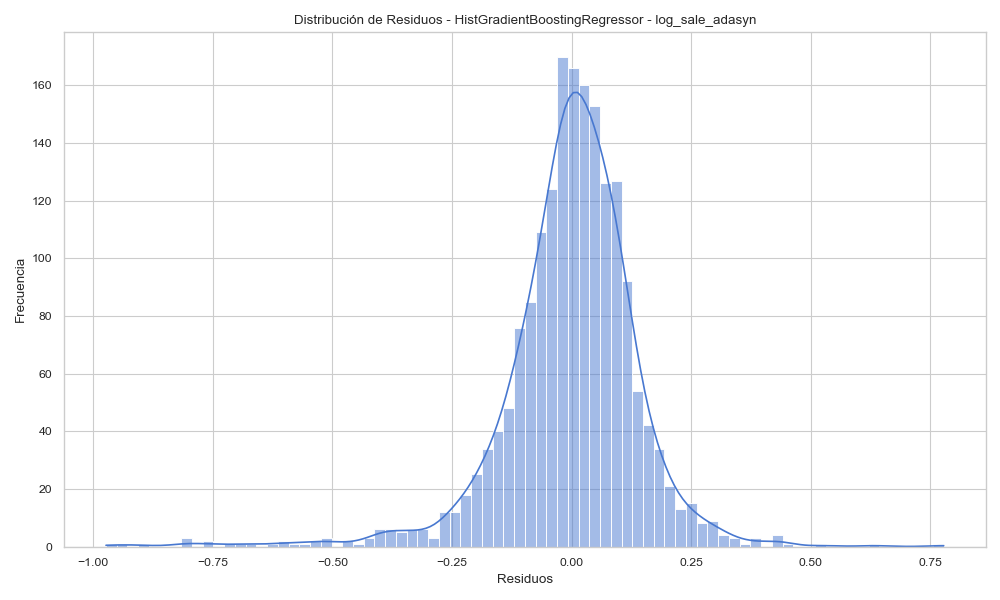 Distribución de Residuos - HistGradientBoostingRegressor - log_sale_adasyn
160
140
120
100
80
60
40
20
0
Frecuencia
−1.00 −0.75 −0.50 −0.25 0.00 0.25 0.50 0.75
Residuos